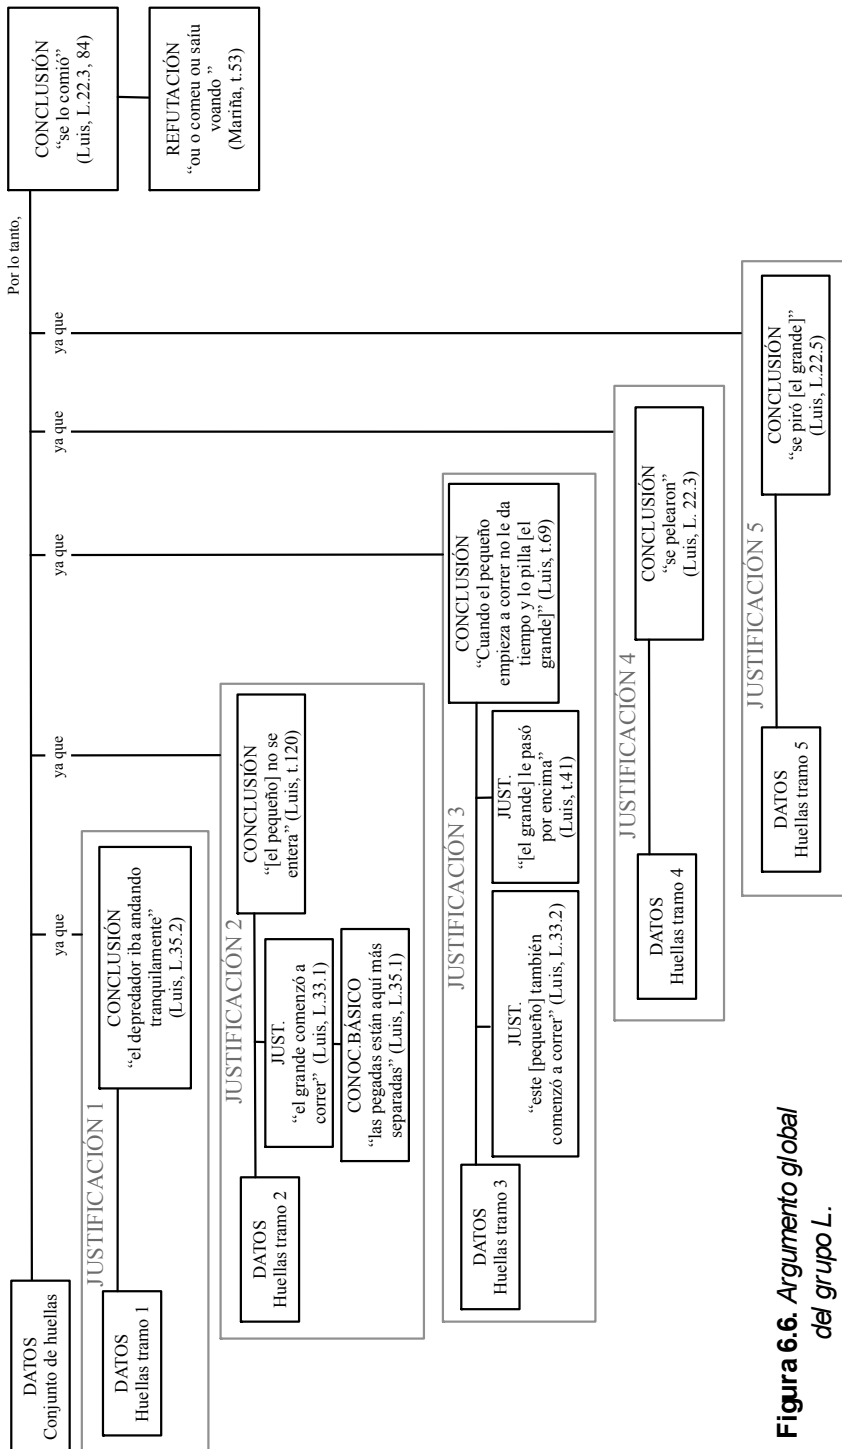 DATOS
Conjunto de huellas
Por lo tanto,
CONCLUSIÓN
“se lo comió”
(Luis, L.22.3, 84)
REFUTACIÓN
“ou o comeu ou saíu
voando ”
(Mariña, t.53)
ya que
ya que
ya que
ya que
ya que
JUSTIFICACIÓN 1
DATOS
Huellas tramo 1
CONCLUSIÓN
“el depredador iba andando
tranquilamente”
(Luis, L.35.2)
JUSTIFICACIÓN 2
DATOS
Huellas tramo 2
JUST.
“el grande comenzó a
correr” (Luis, L.33.1)
CONOC.BÁSICO
“las pegadas están aquí más
separadas” (Luis, L.35.1)
CONCLUSIÓN
“[el pequeño] no se
entera” (Luis, t.120)
JUSTIFICACIÓN 3
DATOS
Huellas tramo 3
JUST.
“este [pequeño] también
comenzó a correr” (Luis, L.33.2)
JUST.
“[el grande] le pasó
por encima”
(Luis, t.41)
CONCLUSIÓN
“Cuando el pequeño
empieza a correr no le da
tiempo y lo pilla [el
grande]” (Luis, t.69)
JUSTIFICACIÓN 4
DATOS
Huellas tramo 4
CONCLUSIÓN
“se pelearon”
(Luis, L. 22.3)
JUSTIFICACIÓN 5
DATOS
Huellas tramo 5
CONCLUSIÓN
“se piró [el grande]”
(Luis, L.22.5)
Figura 6.6. Argumento global
del grupo L.